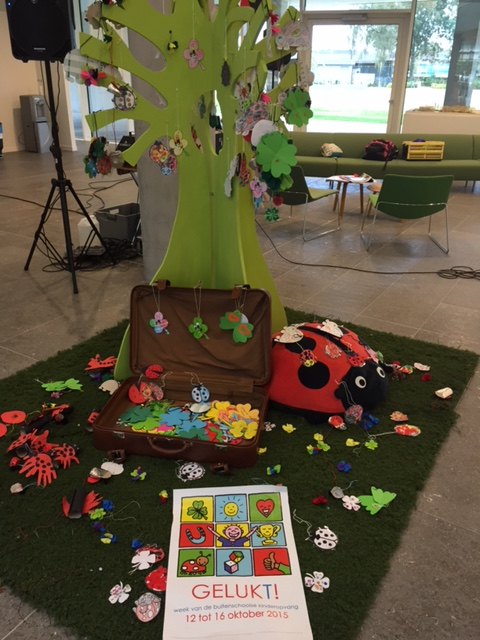 GELUKT!
week van de buitenschoolse kinderopvang
12 tot 16 oktober 2015